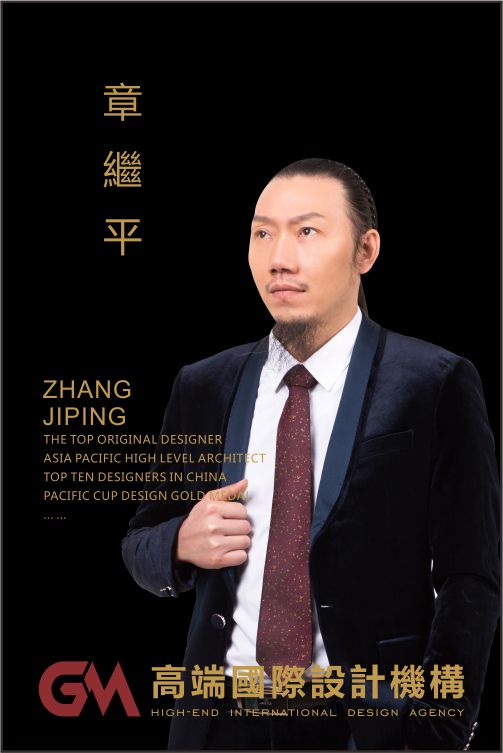 章繼平
ZHANG
JIPING
THE TOP ORIGINAL DESIGNER
ASIA PACIFIC HIGH LEVEL ARCHITECT
TOP TEN DESIGNERS IN CHINA
PACIFIC CUP DESIGN GOLD MEDAL
... ...
GM 高端國際設計機構
HIGH-END INTERNATIONAL DESIGN AGENCY